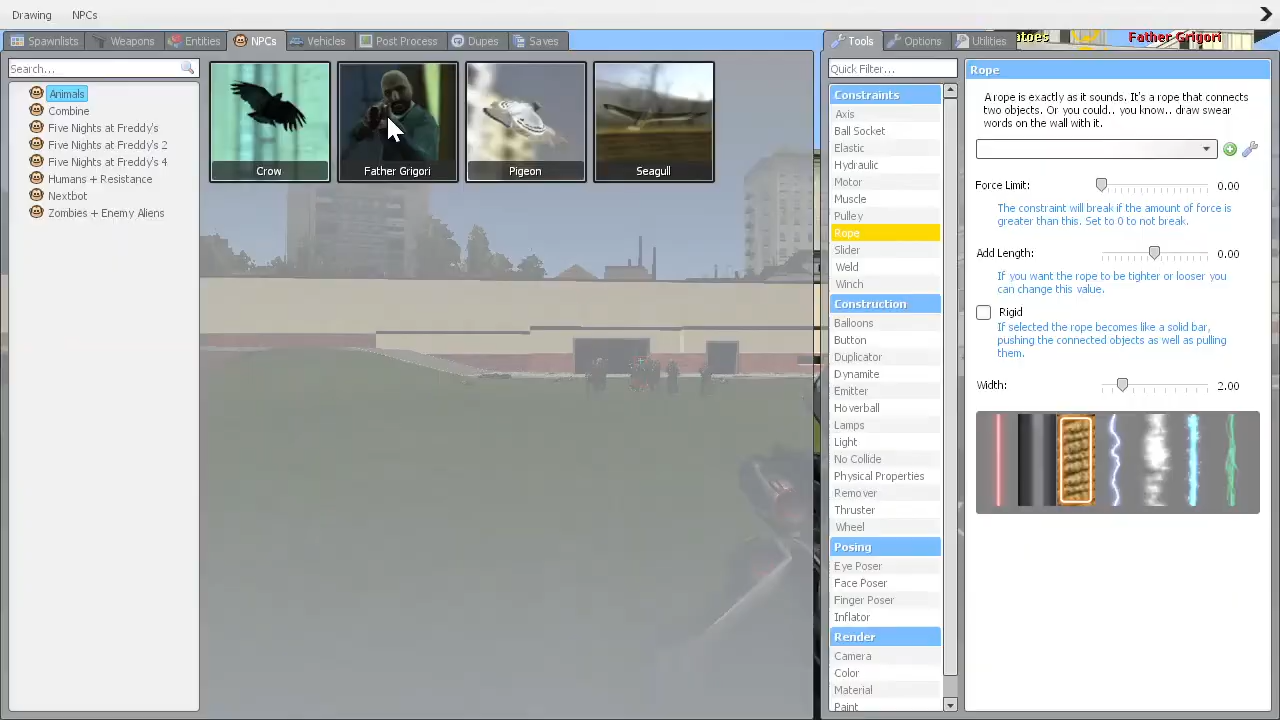 Drawing NPCs
Spawnlists Weapons Entities NPCs Vehicles Post Process Dupes Saves
Tools Options Utilities
atoes Father Grigori
Search...
Animals
Combine
Five Nights at Freddy's
Five Nights at Freddy's 2
Five Nights at Freddy's 4
Humans + Resistance
Nextbot
Zombies + Enemy Aliens
Crow
Father Grigori
Pigeon
Seagull
Quick Filter...
Constraints
Axis
Ball Socket
Elastic
Hydraulic
Motor
Muscle
Pulley
Rope
Slider
Weld
Winch
Construction
Balloons
Button
Duplicator
Dynamite
Emitter
Hoverball
Lamps
Light
No Collide
Physical Properties
Remover
Thruster
Wheel
Posing
Eye Poser
Face Poser
Finger Poser
Inflator
Render
Camera
Color
Material
Paint
Rope
A rope is exactly as it sounds. It's a rope that connects
two objects. Or you could.. you know.. draw swear
words on the wall with it.
Force Limit: 0.00
The constraint will break if the amount of force is
greater than this. Set to 0 to not break.
Add Length: 0.00
If you want the rope to be tighter or looser you
can change this value.
Rigid
If selected the rope becomes like a solid bar,
pushing the connected objects as well as pulling
them.
Width: 2.00